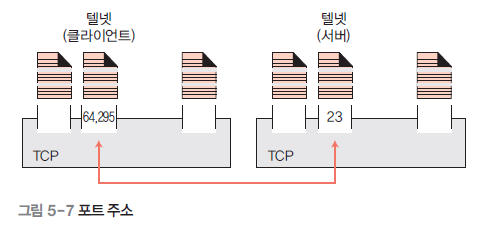 텔넷
(클라이언트)
텔넷
(서버)
64,295
23
TCP
TCP
그림 5-7 포트 주소